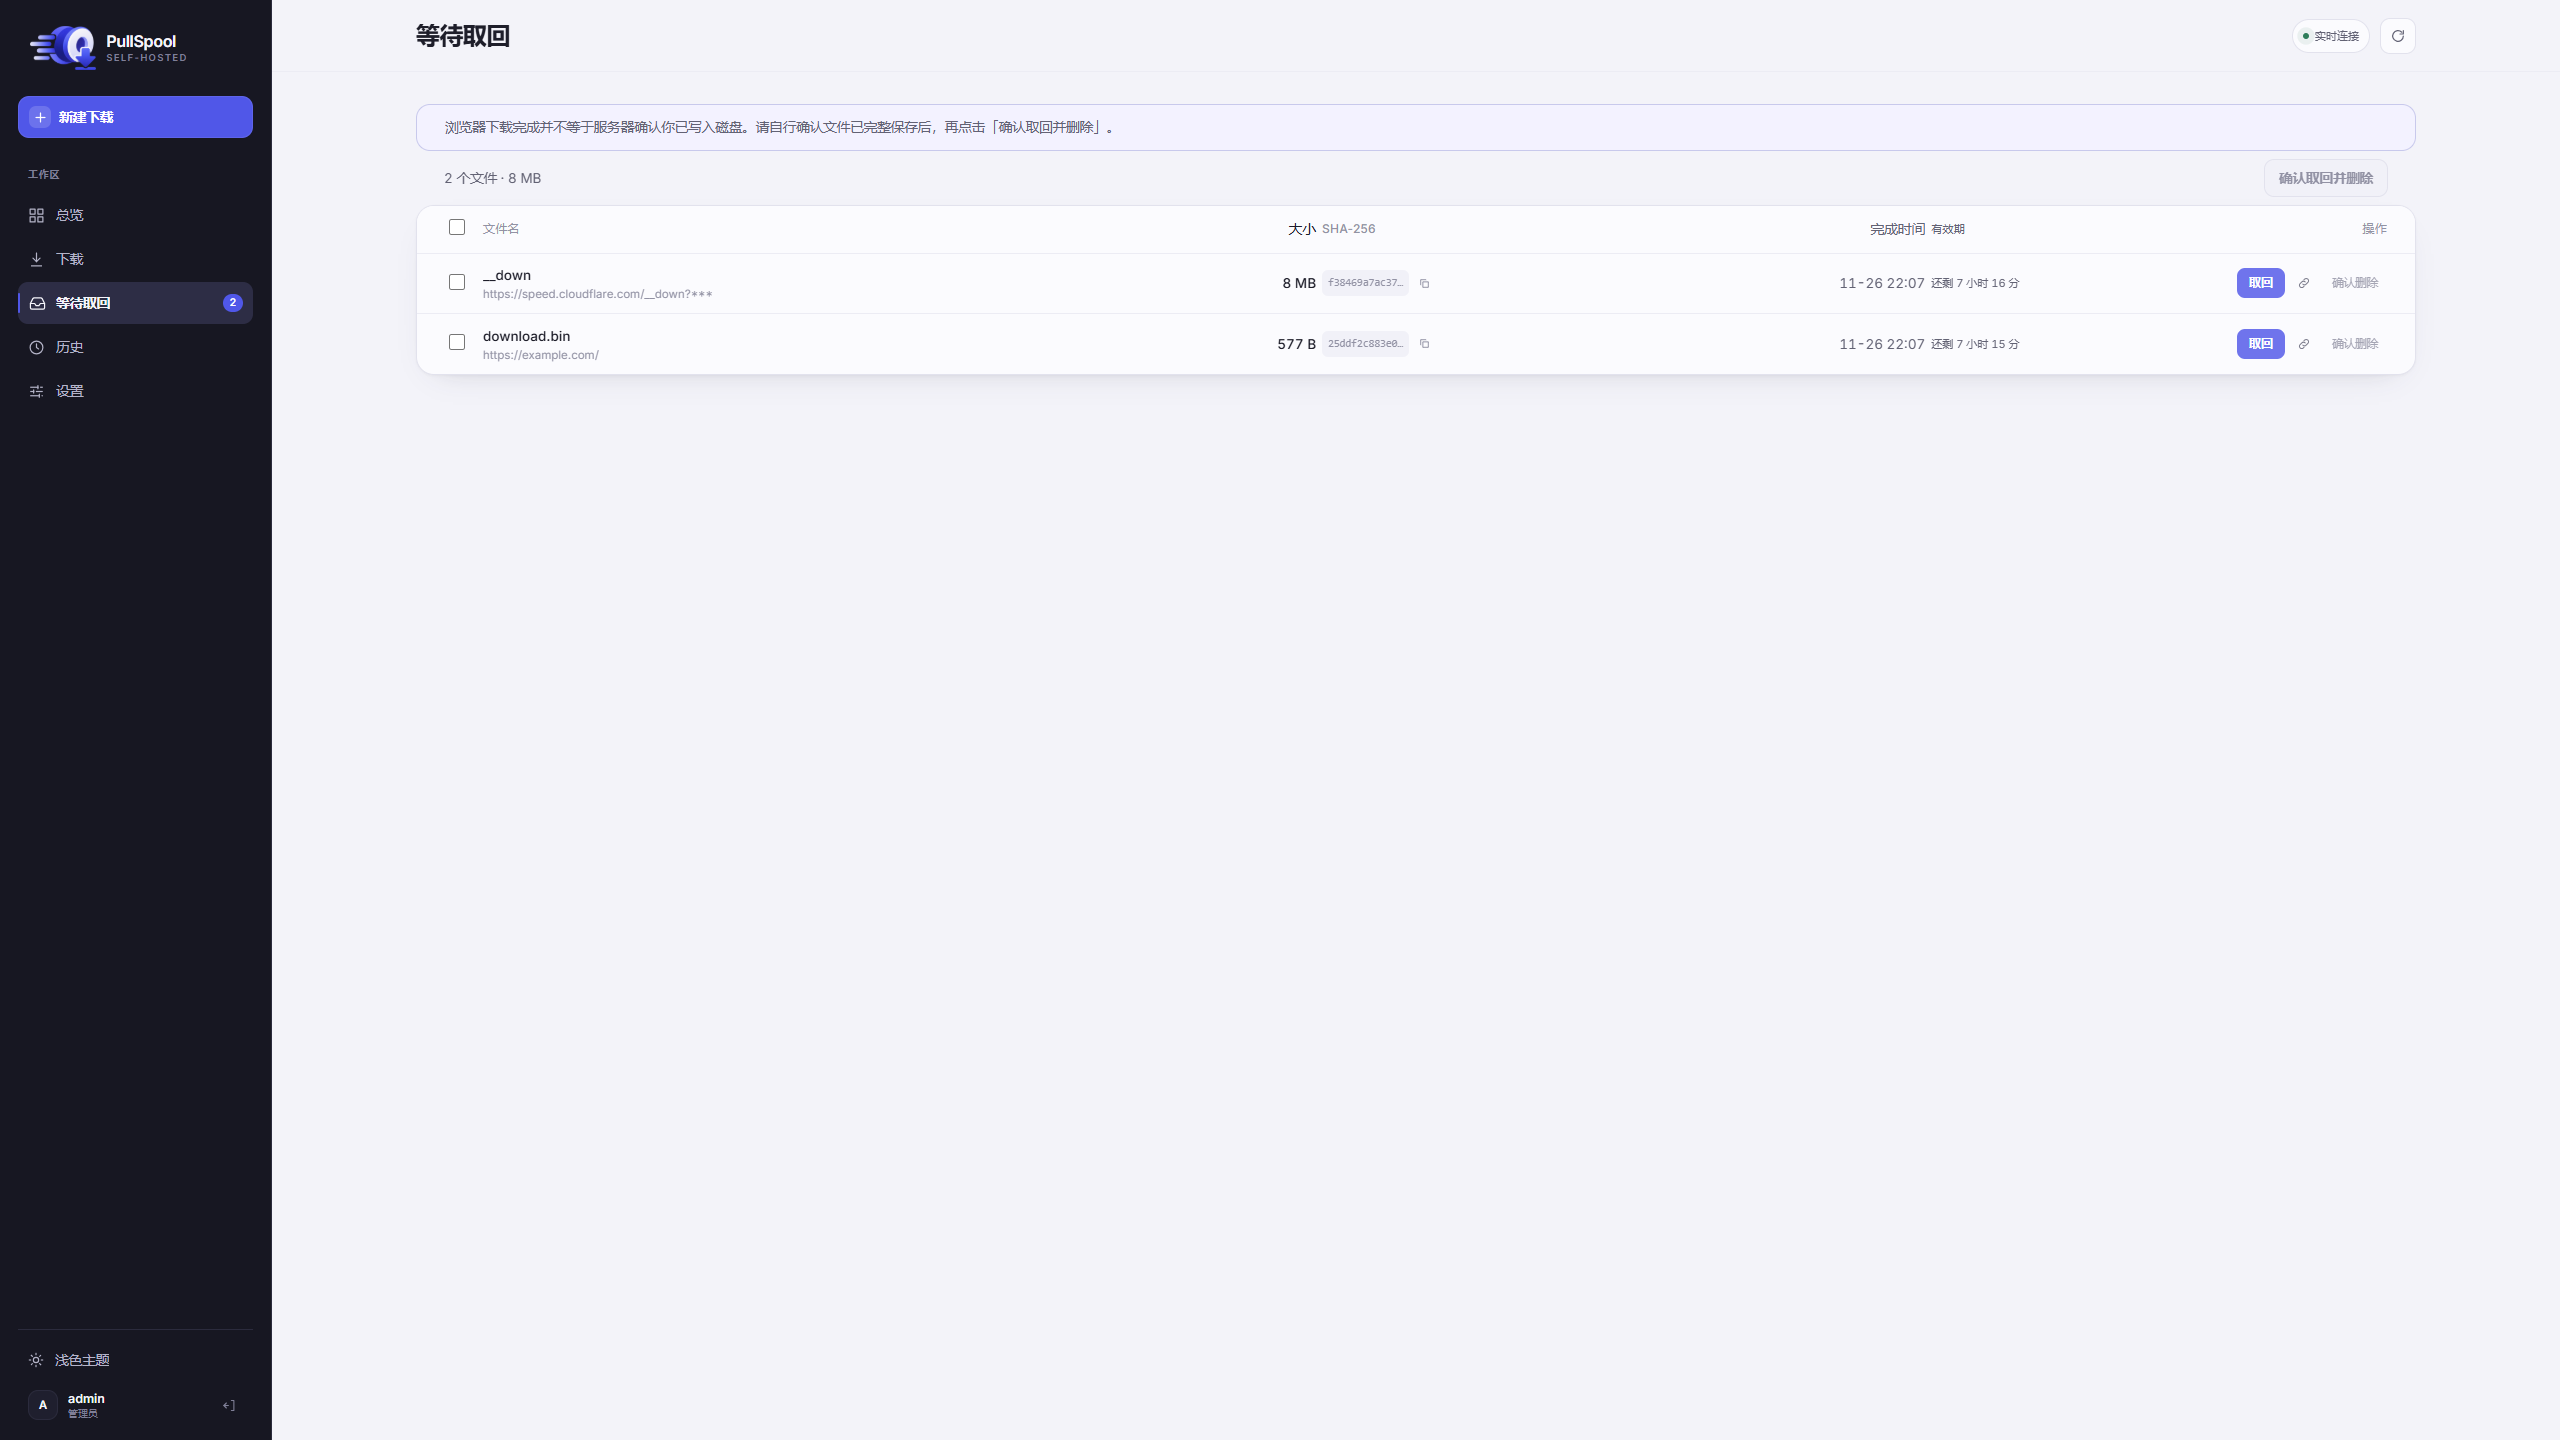 PullSpool
SELF-HOSTED
新建下载
工作区
总览
下载
等待取回 2
历史
设置
浅色主题
A
admin
管理员
等待取回
实时连接
浏览器下载完成并不等于服务器确认你已写入磁盘。请自行确认文件已完整保存后，再点击「确认取回并删除」。
2 个文件 · 8 MB
确认取回并删除
文件名 大小 SHA-256 完成时间 有效期 操作
__down
https://speed.cloudflare.com/__down?***
8 MB f38469a7ac37… 11-26 22:07 还剩 7 小时 16 分 取回 确认删除
download.bin
https://example.com/
577 B 25ddf2c883e0… 11-26 22:07 还剩 7 小时 15 分 取回 确认删除